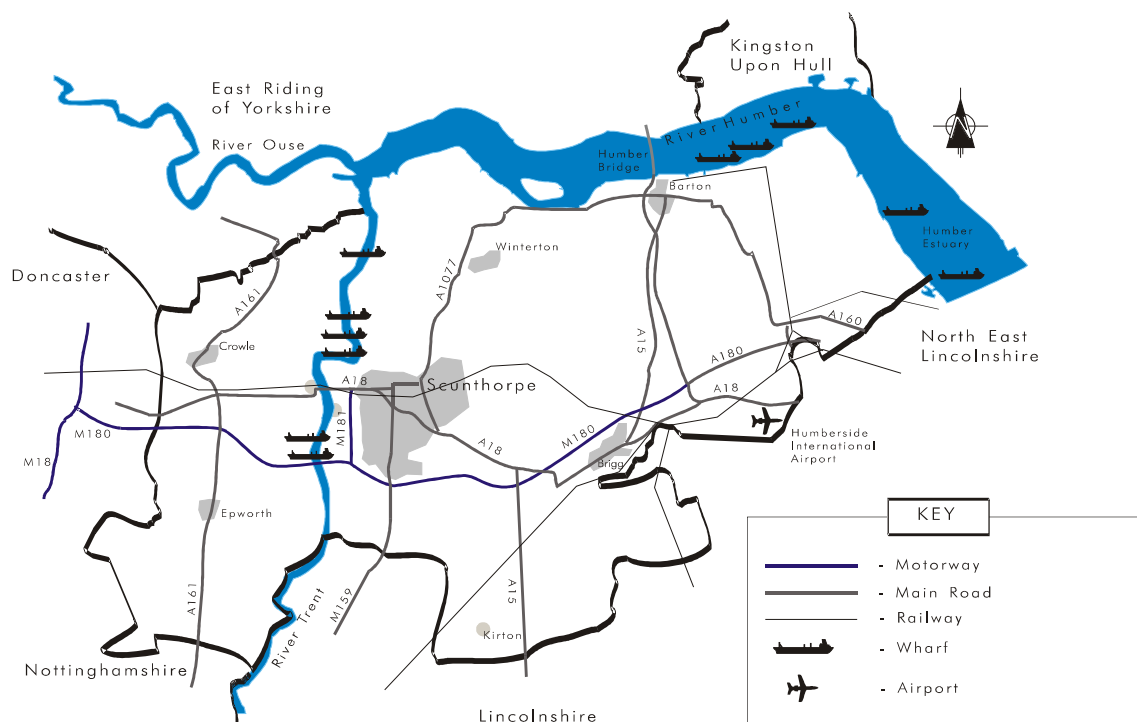 Kingston
Upon Hull
East Riding
of Yorkshire
River Ouse
River Humber
Humber
Bridge
Barton
Humber
Estuary
Winterton
Doncaster
A1077
A161
A160
North East
Lincolnshire
Crowle
A15
A180
A18
Scunthorpe
A18
M181
M180
M18
A18
M180
Brigg
Humberside
International
Airport
Epworth
A161
River Trent
M159
A15
Kirton
Nottinghamshire
Lincolnshire
KEY
- Motorway
- Main Road
- Railway
- Wharf
- Airport